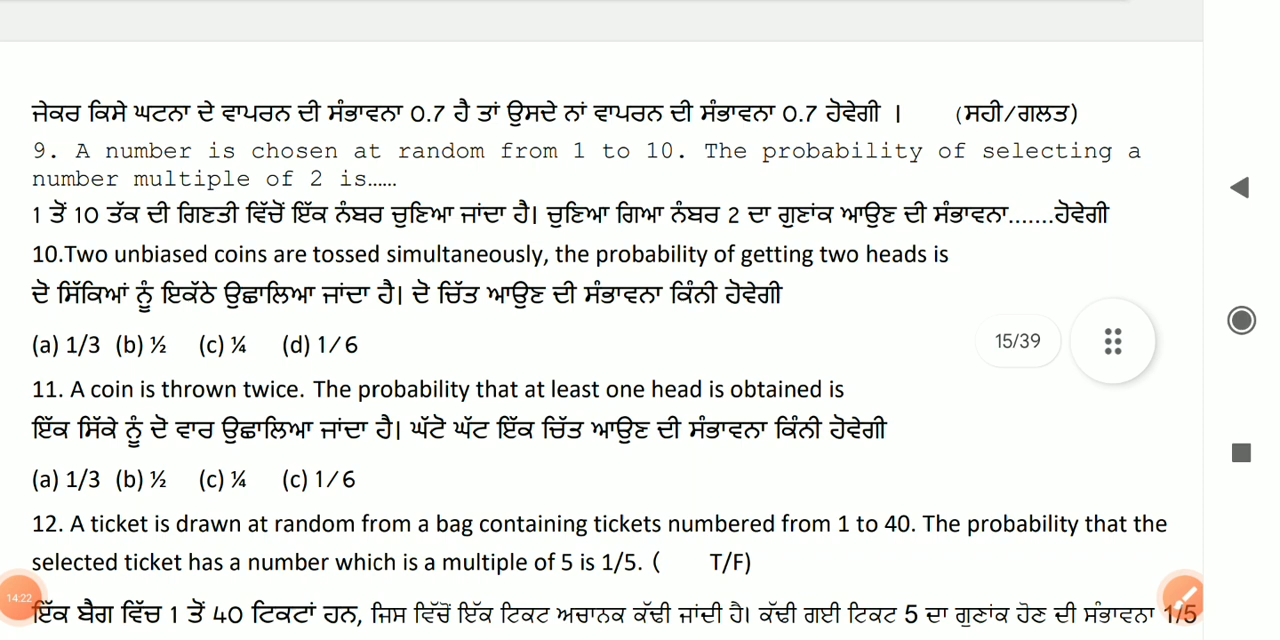 ਜੇਕਰ ਕਿਸੇ ਘਟਨਾ ਦੇ ਵਾਪਰਨ ਦੀ ਸੰਭਾਵਨਾ 0.7 ਹੈ ਤਾਂ ਉਸਦੇ ਨਾਂ ਵਾਪਰਨ ਦੀ ਸੰਭਾਵਨਾ 0.7 ਹੋਵੇਗੀ । (ਸਹੀ/ਗਲਤ)
9. A number is chosen at random from 1 to 10. The probability of selecting a
number multiple of 2 is……
1 ਤੋਂ 10 ਤੱਕ ਦੀ ਗਿਣਤੀ ਵਿੱਚੋਂ ਇੱਕ ਨੰਬਰ ਚੁਣਿਆ ਜਾਂਦਾ ਹੈ। ਚੁਣਿਆ ਗਿਆ ਨੰਬਰ 2 ਦਾ ਗੁਣਾਂਕ ਆਉਣ ਦੀ ਸੰਭਾਵਨਾ.......ਹੋਵੇਗੀ
10.Two unbiased coins are tossed simultaneously, the probability of getting two heads is
ਦੋ ਸਿੱਕਿਆਂ ਨੂੰ ਇਕੱਠੇ ਉਛਾਲਿਆ ਜਾਂਦਾ ਹੈ। ਦੋ ਚਿੱਤ ਆਉਣ ਦੀ ਸੰਭਾਵਨਾ ਕਿੰਨੀ ਹੋਵੇਗੀ
(a) 1/3 (b) ½ (c) ¼ (d) 1/6
15/39
11. A coin is thrown twice. The probability that at least one head is obtained is
ਇੱਕ ਸਿੱਕੇ ਨੂੰ ਦੋ ਵਾਰ ਉਛਾਲਿਆ ਜਾਂਦਾ ਹੈ। ਘੱਟੋ ਘੱਟ ਇੱਕ ਚਿੱਤ ਆਉਣ ਦੀ ਸੰਭਾਵਨਾ ਕਿੰਨੀ ਹੋਵੇਗੀ
(a) 1/3 (b) ½ (c) ¼ (c) 1/6
12. A ticket is drawn at random from a bag containing tickets numbered from 1 to 40. The probability that the
selected ticket has a number which is a multiple of 5 is 1/5. ( T/F)
14:22
ਇੱਕ ਬੈਗ ਵਿੱਚ 1 ਤੋਂ 40 ਟਿਕਟਾਂ ਹਨ, ਜਿਸ ਵਿੱਚੋਂ ਇੱਕ ਟਿਕਟ ਅਚਾਨਕ ਕੱਢੀ ਜਾਂਦੀ ਹੈ। ਕੱਢੀ ਗਈ ਟਿਕਟ 5 ਦਾ ਗੁਣਾਂਕ ਹੋਣ ਦੀ ਸੰਭਾਵਨਾ 1/5